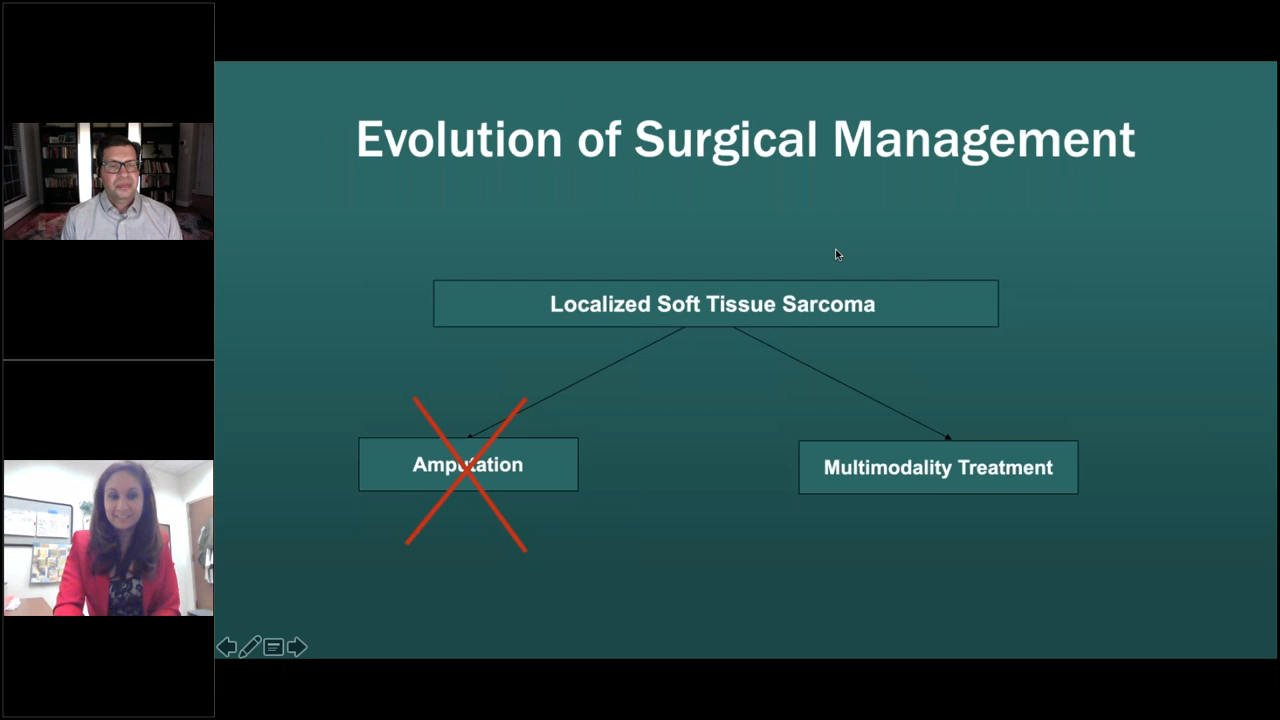 Evolution of Surgical Management
Localized Soft Tissue Sarcoma
Amputation
Multimodality Treatment